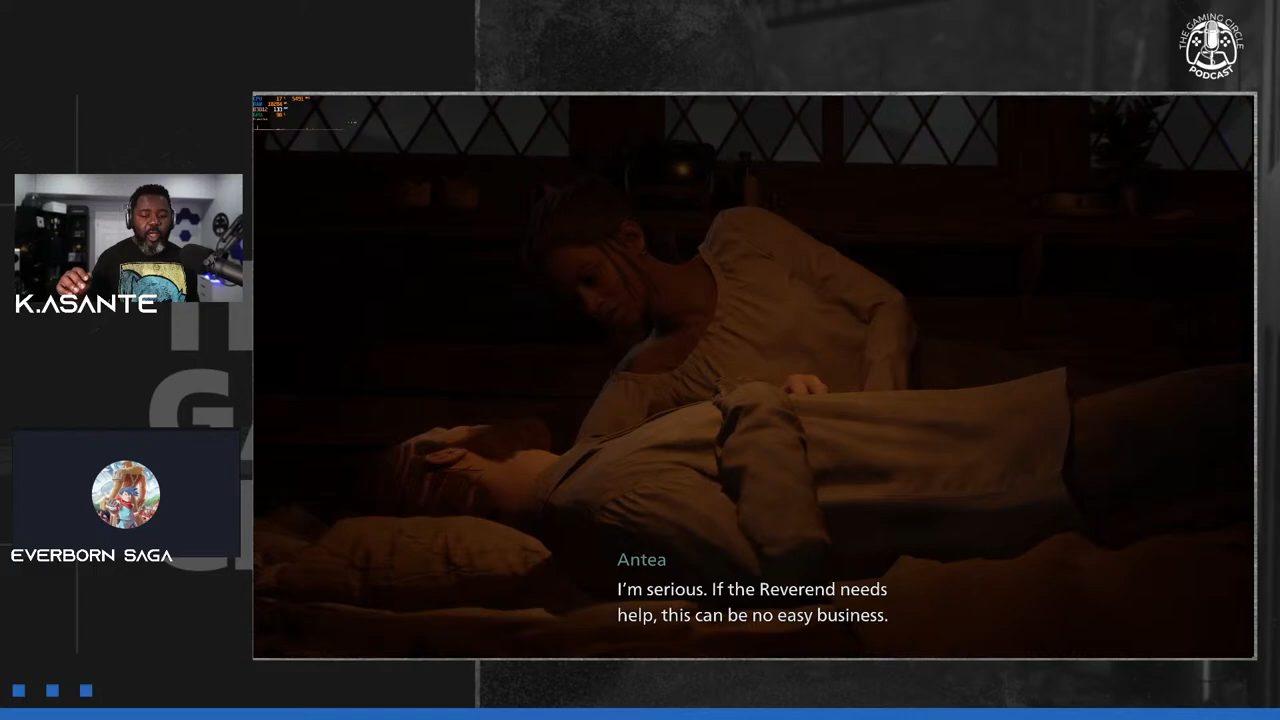 THE GAMING CIRCLE
PODCAST
K.ASANTE
EVERBORN SAGA
Antea
I'm serious. If the Reverend needs
help, this can be no easy business.